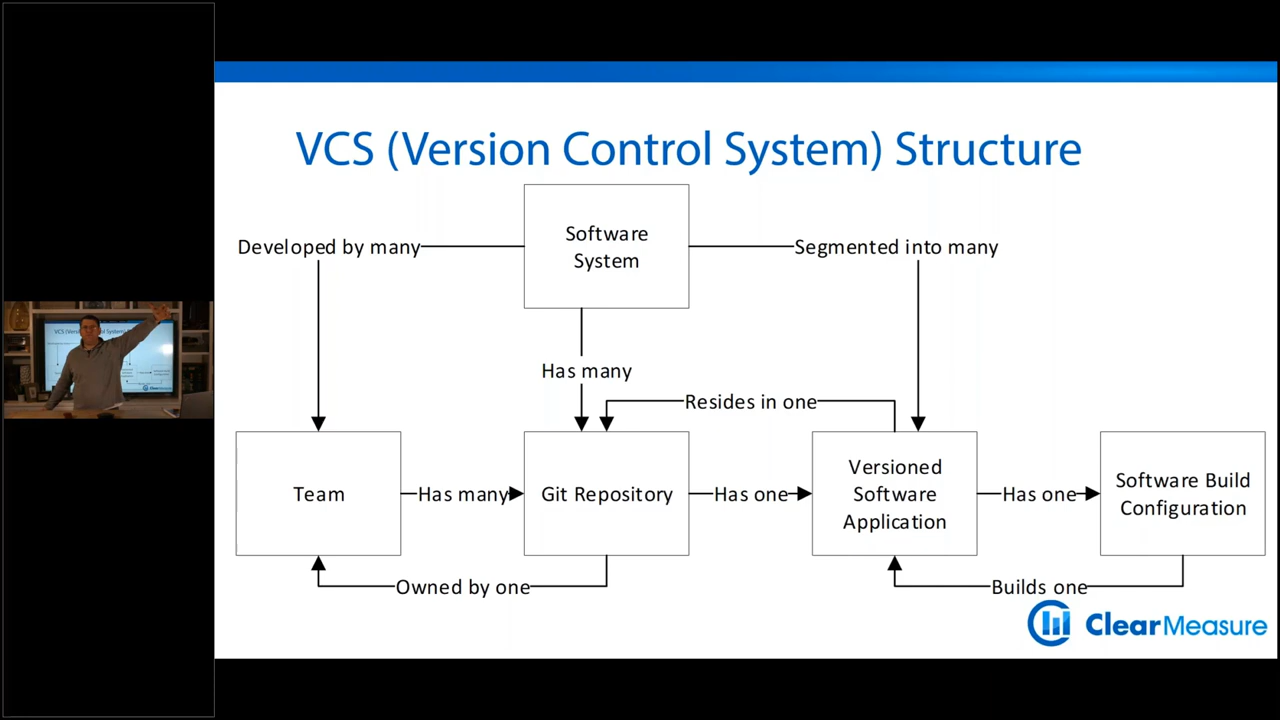 VCS (Version Control System) Structure
Software
System
Developed by many
Segmented into many
Has many
Resides in one
Team
Has many
Git Repository
Has one
Versioned
Software
Application
Has one
Software Build
Configuration
Owned by one
Builds one
ClearMeasure